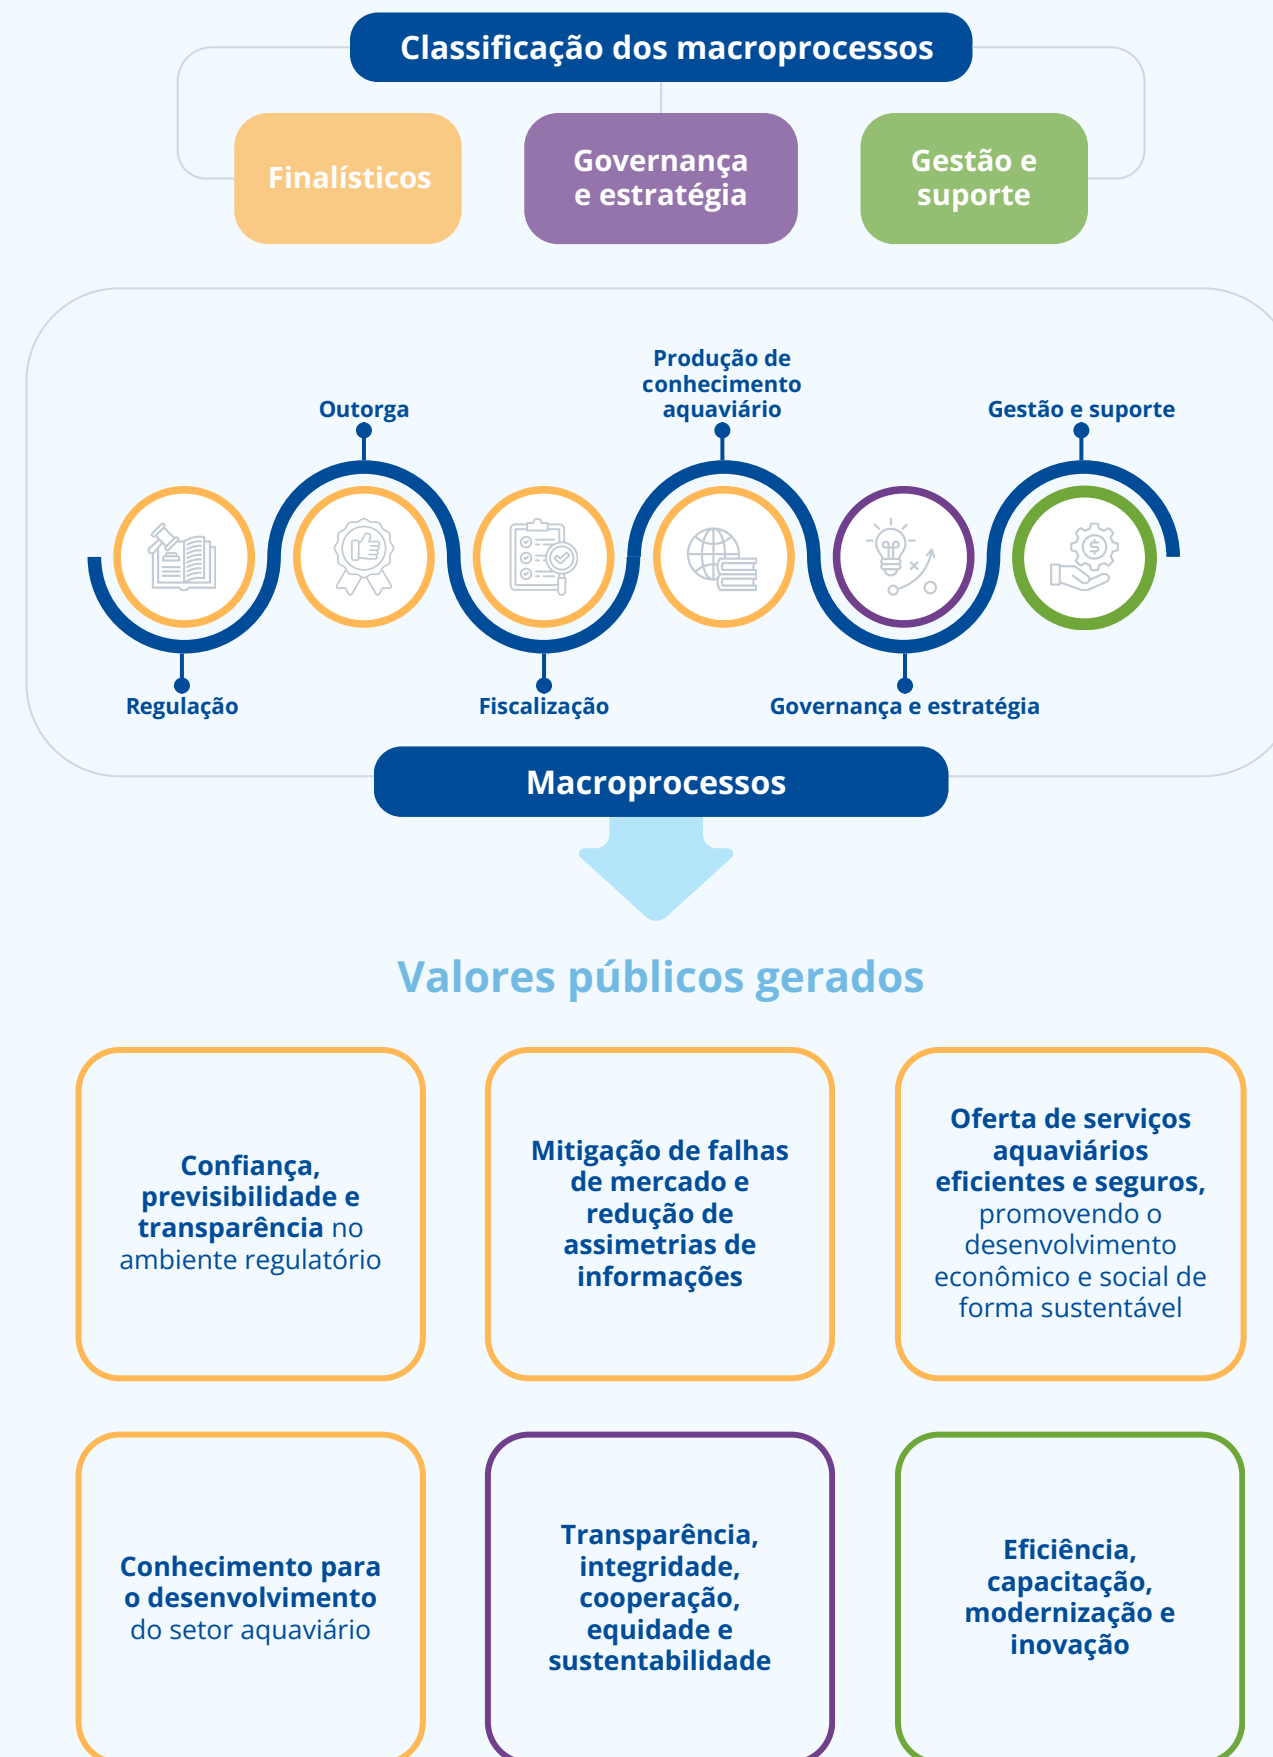 Classificação dos macroprocessos
Finalísticos
Governança
e estratégia
Gestão e
suporte
Produção de
conhecimento
aquaviário
Outorga
Gestão e suporte
Regulação
Fiscalização
Governança e estratégia
Macroprocessos
Valores públicos gerados
Confiança,
previsibilidade e
transparência no
ambiente regulatório
Mitigação de falhas
de mercado e
redução de
assimetrias de
informações
Oferta de serviços
aquaviários
eficientes e seguros,
promovendo o
desenvolvimento
econômico e social de
forma sustentável
Conhecimento para
o desenvolvimento
do setor aquaviário
Transparência,
integridade,
cooperação,
equidade e
sustentabilidade
Eficiência,
capacitação,
modernização e
inovação